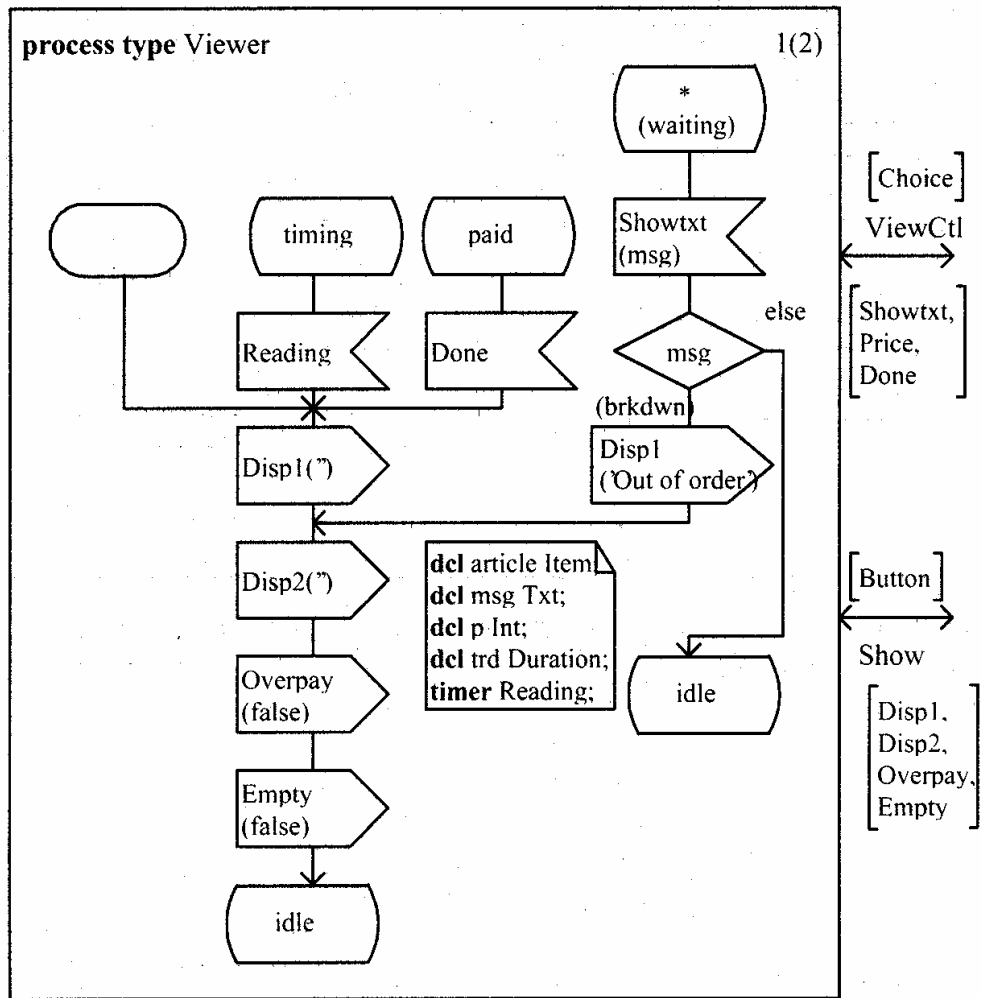 process type Viewer
1(2)
*
(waiting)
timing
paid
Showtxt
(msg)
Reading
Done
msg
else
(brkdwn)
Disp1('')
Disp1
('Out of order')
Disp2('')
dcl article Item;
dcl msg Txt;
dcl p Int;
dcl trd Duration;
timer Reading;
Overpay
(false)
idle
Empty
(false)
idle
[Choice]
ViewCtl
[Showtxt,
Price,
Done]
[Button]
Show
[Disp1,
Disp2,
Overpay,
Empty]